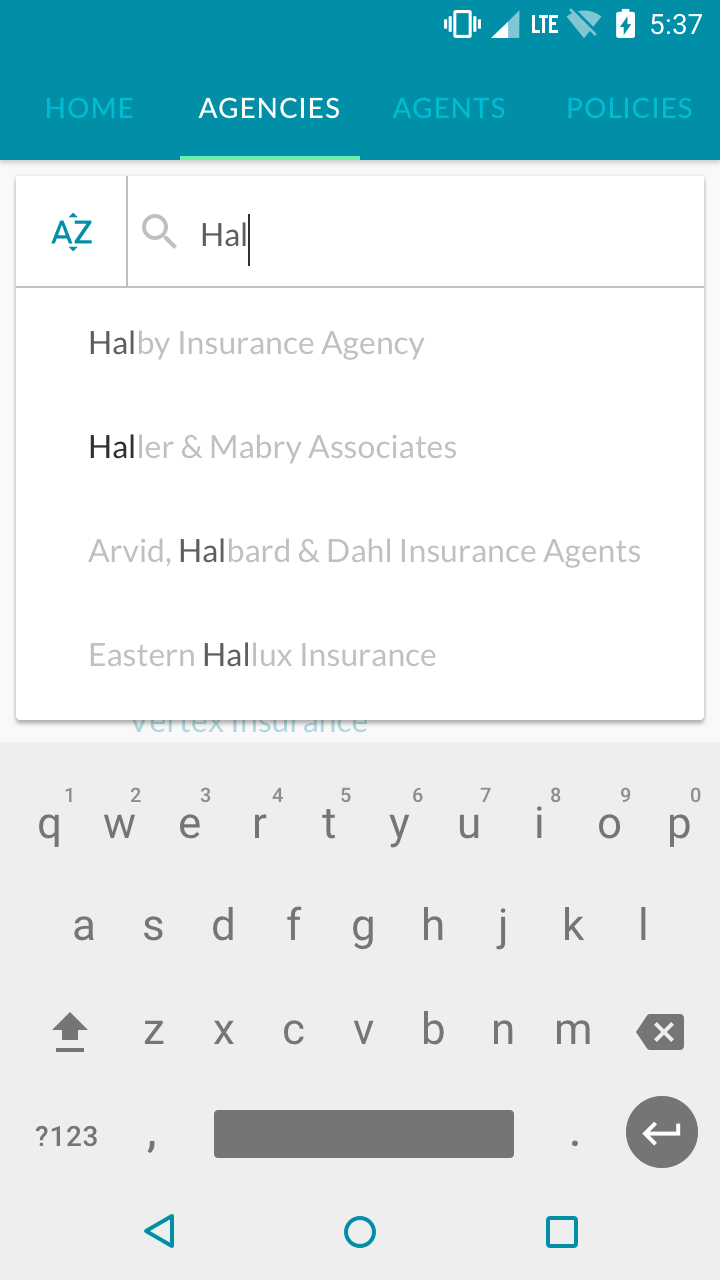 LTE 5:37
HOME AGENCIES AGENTS POLICIES
AZ Hal
Halby Insurance Agency
Haller & Mabry Associates
Arvid, Halbard & Dahl Insurance Agents
Eastern Hallux Insurance
Vertex Insurance
1 2 3 4 5 6 7 8 9 0
q w e r t y u i o p
a s d f g h j k l
z x c v b n m
?123 , .